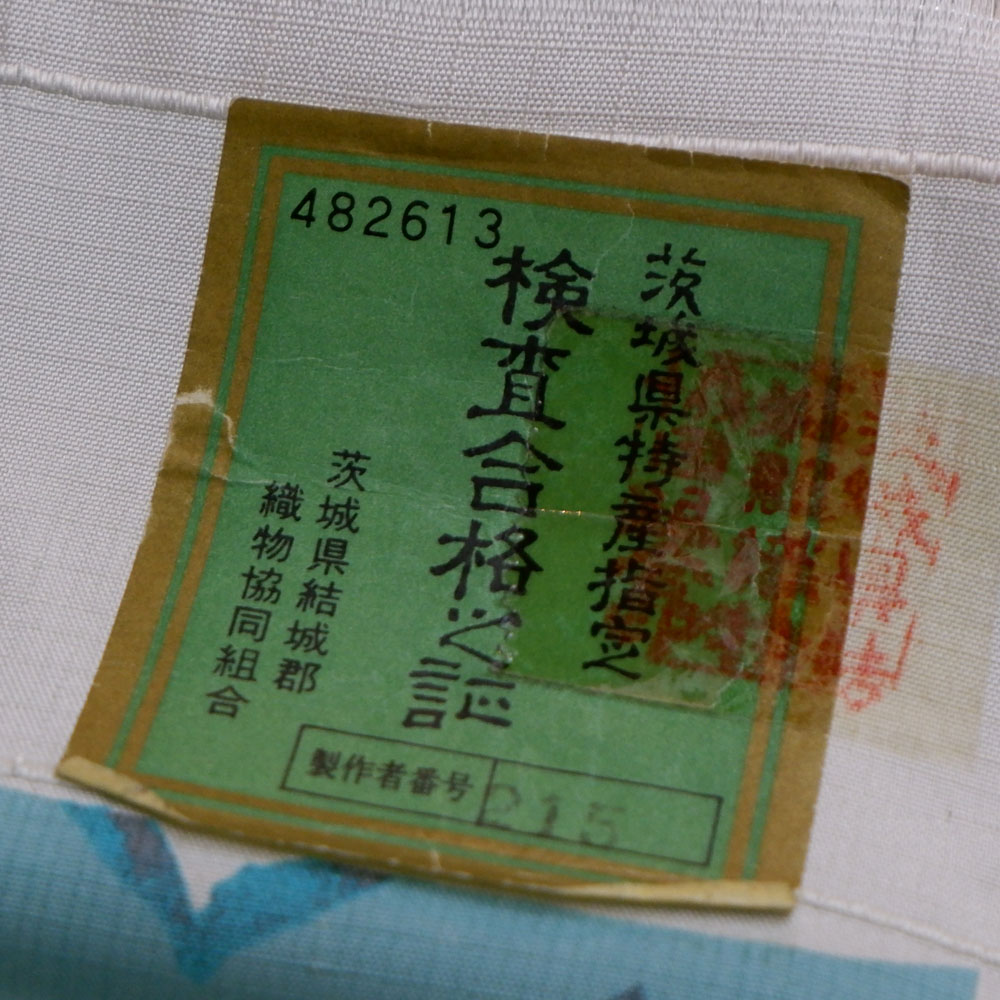 482613
茨城県特産指定
検査合格之証
茨城県結城郡
織物協同組合
製作者番号 215